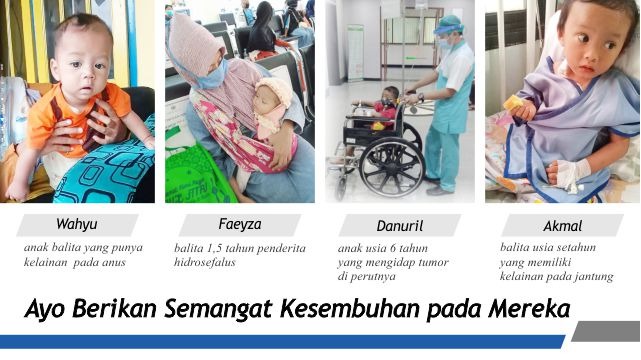 Wahyu
anak balita yang punya
kelainan pada anus
Faeyza
balita 1,5 tahun penderita
hidrosefalus
Danuril
anak usia 6 tahun
yang mengidap tumor
di perutnya
Akmal
balita usia setahun
yang memiliki
kelainan pada jantung
Ayo Berikan Semangat Kesembuhan pada Mereka